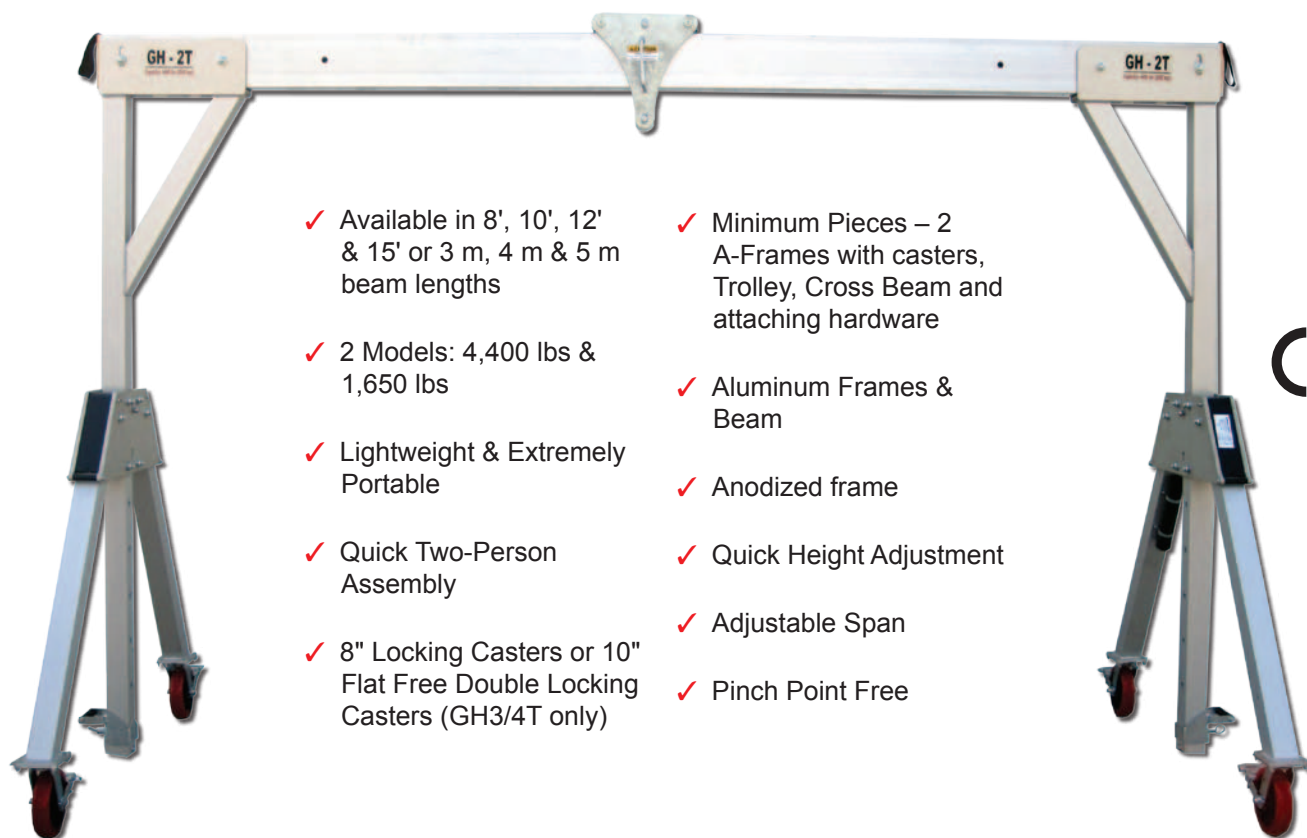 GH - 2T
GH - 2T
✓ Available in 8', 10', 12'
& 15' or 3 m, 4 m & 5 m
beam lengths
✓ 2 Models: 4,400 lbs &
1,650 lbs
✓ Lightweight & Extremely
Portable
✓ Quick Two-Person
Assembly
✓ 8" Locking Casters or 10"
Flat Free Double Locking
Casters (GH3/4T only)
✓ Minimum Pieces – 2
A-Frames with casters,
Trolley, Cross Beam and
attaching hardware
✓ Aluminum Frames &
Beam
✓ Anodized frame
✓ Quick Height Adjustment
✓ Adjustable Span
✓ Pinch Point Free